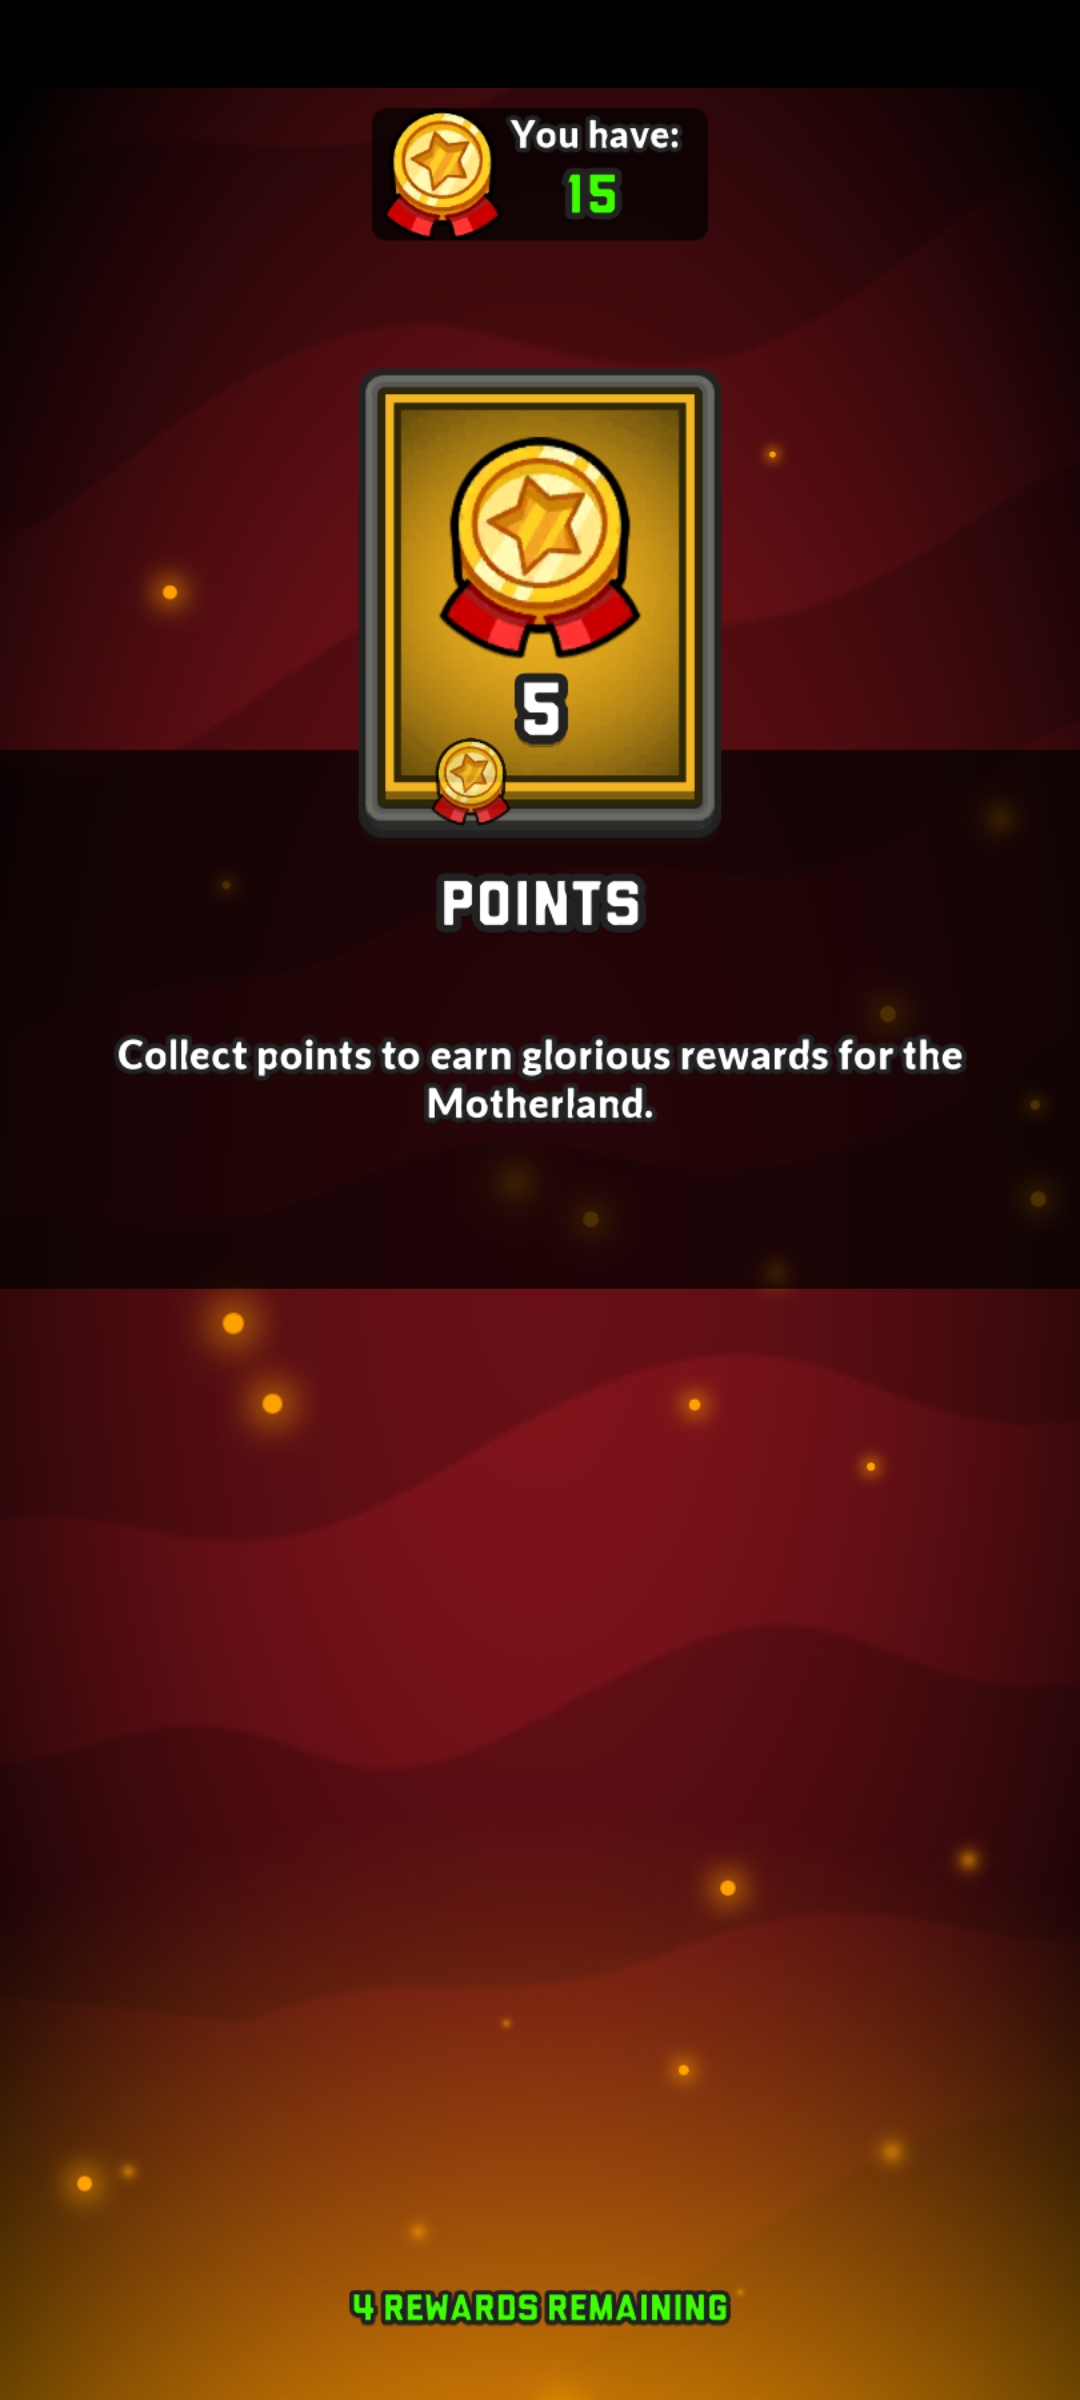 You have:
15
5
POINTS
Collect points to earn glorious rewards for the
Motherland.
4 REWARDS REMAINING